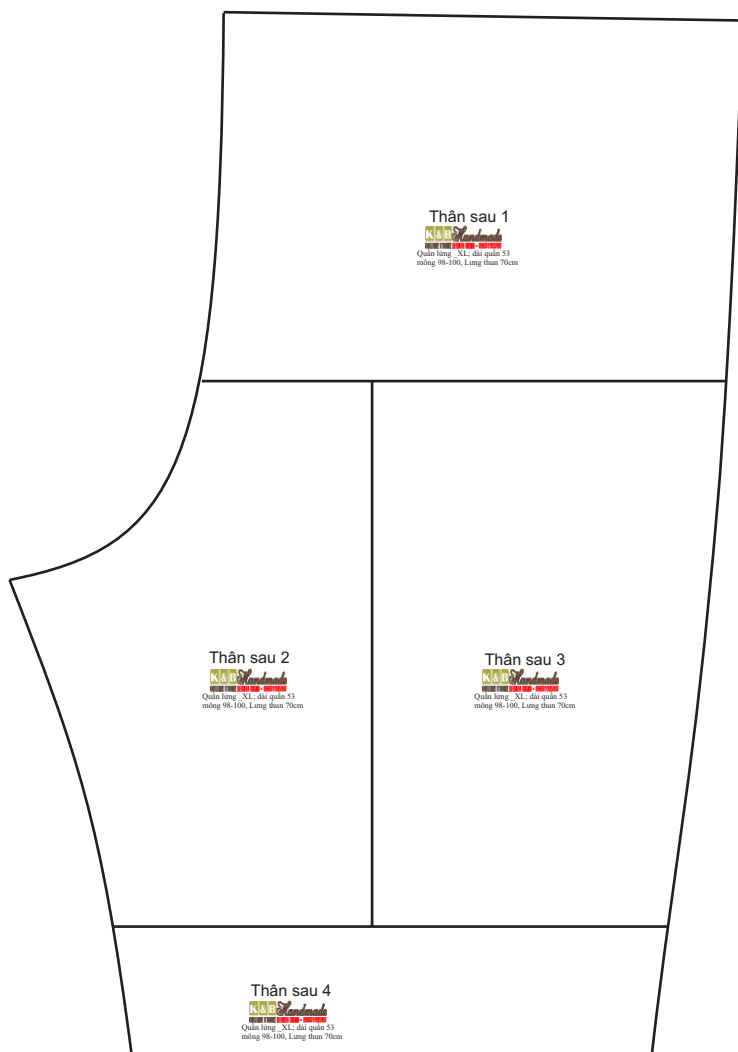 Thân sau 1
K & B Handmade
Quần lửng _XL; dài quần 53
mông 98-100, Lưng thun 70cm
Thân sau 2
K & B Handmade
Quần lửng _XL; dài quần 53
mông 98-100, Lưng thun 70cm
Thân sau 3
K & B Handmade
Quần lửng _XL; dài quần 53
mông 98-100, Lưng thun 70cm
Thân sau 4
K & B Handmade
Quần lửng _XL; dài quần 53
mông 98-100, Lưng thun 70cm